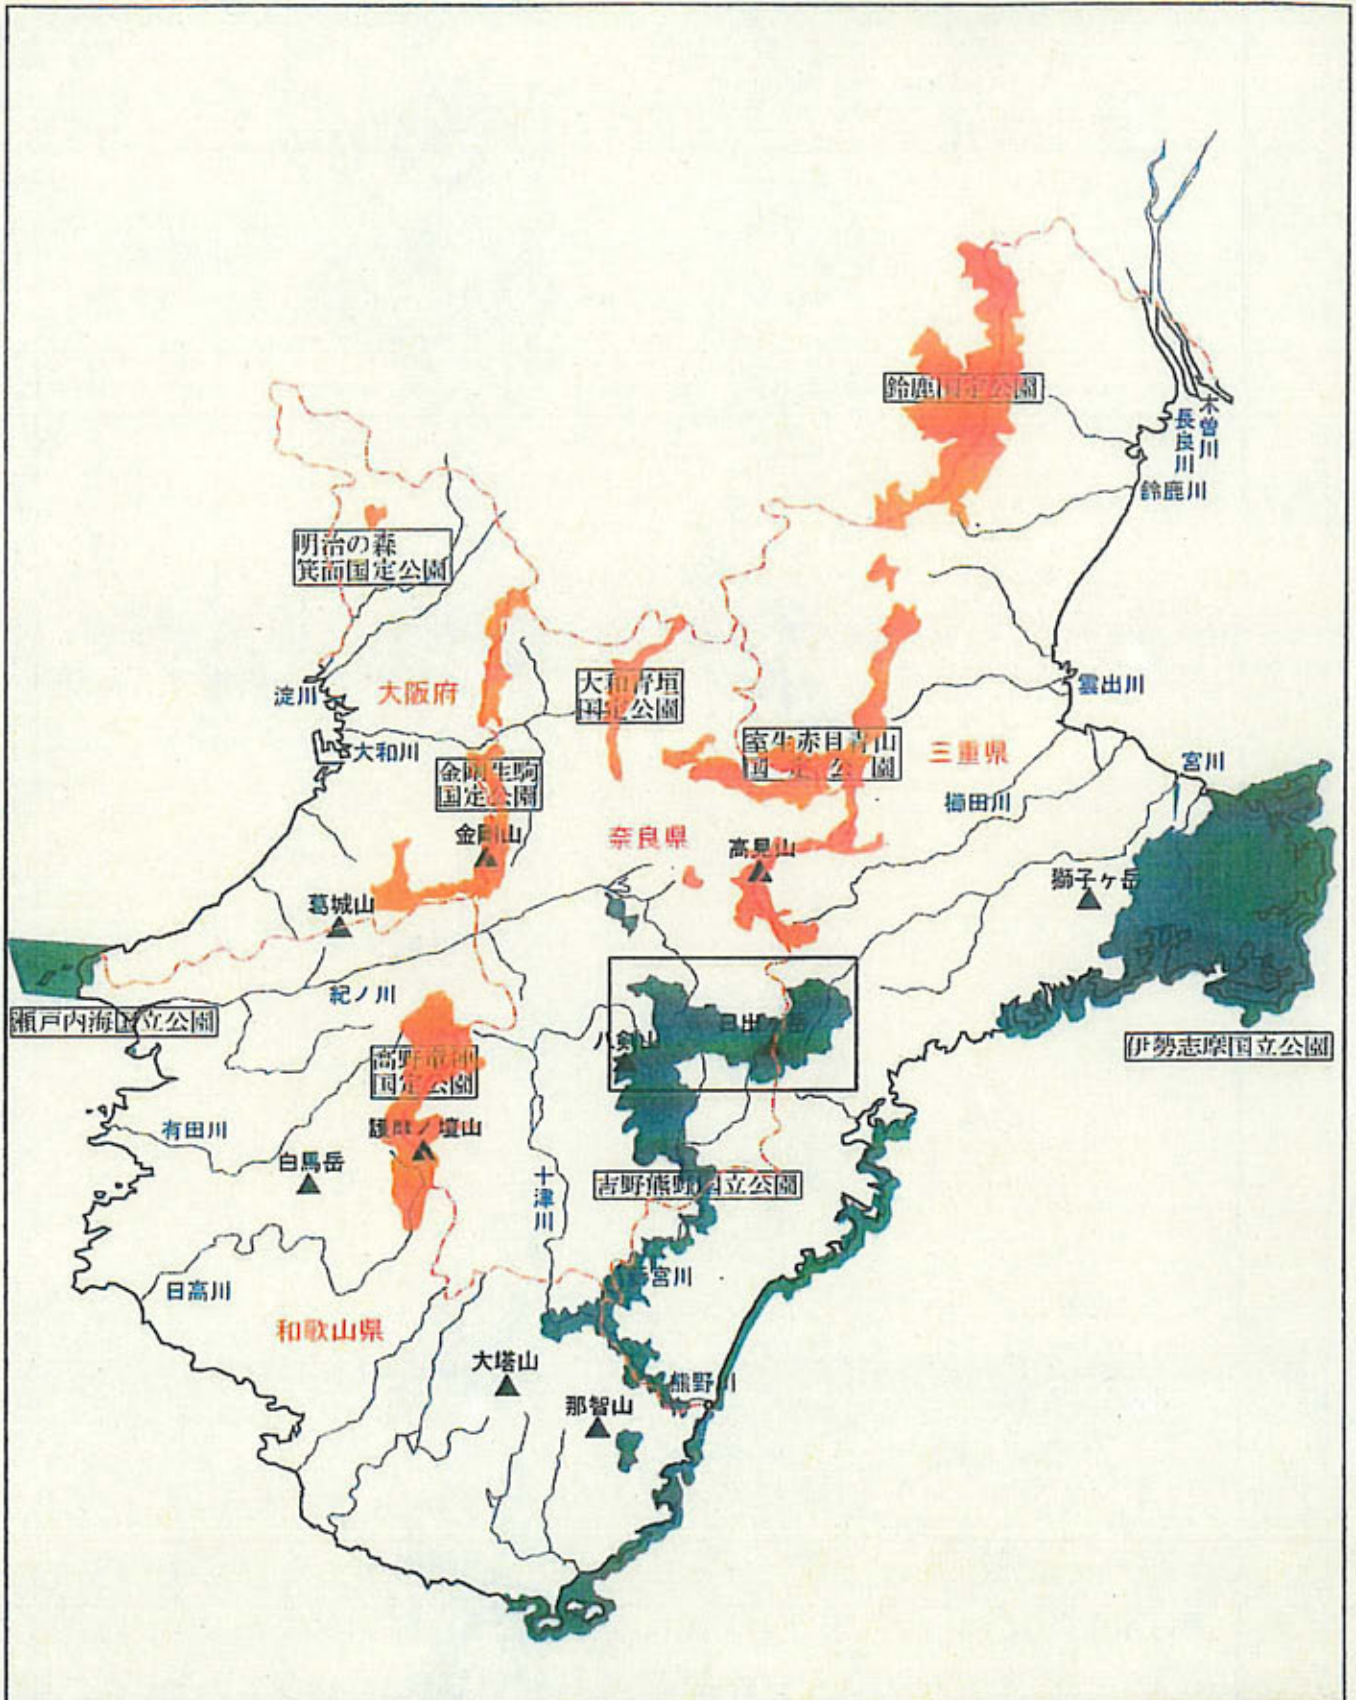 鈴鹿国定公園
木曽川
長良川
鈴鹿川
明治の森
箕面国定公園
淀川
大阪府
大和青垣
国定公園
雲出川
大和川
室生赤目青山
国定公園
三重県
宮川
金剛生駒
国定公園
櫛田川
金剛山
奈良県
高見山
獅子ヶ岳
葛城山
紀ノ川
瀬戸内海国立公園
八剣山
日出ヶ岳
伊勢志摩国立公園
高野竜神
国定公園
有田川
護摩ノ壇山
白馬岳
十津川
吉野熊野国立公園
日高川
宮川
和歌山県
大塔山
熊野川
那智山